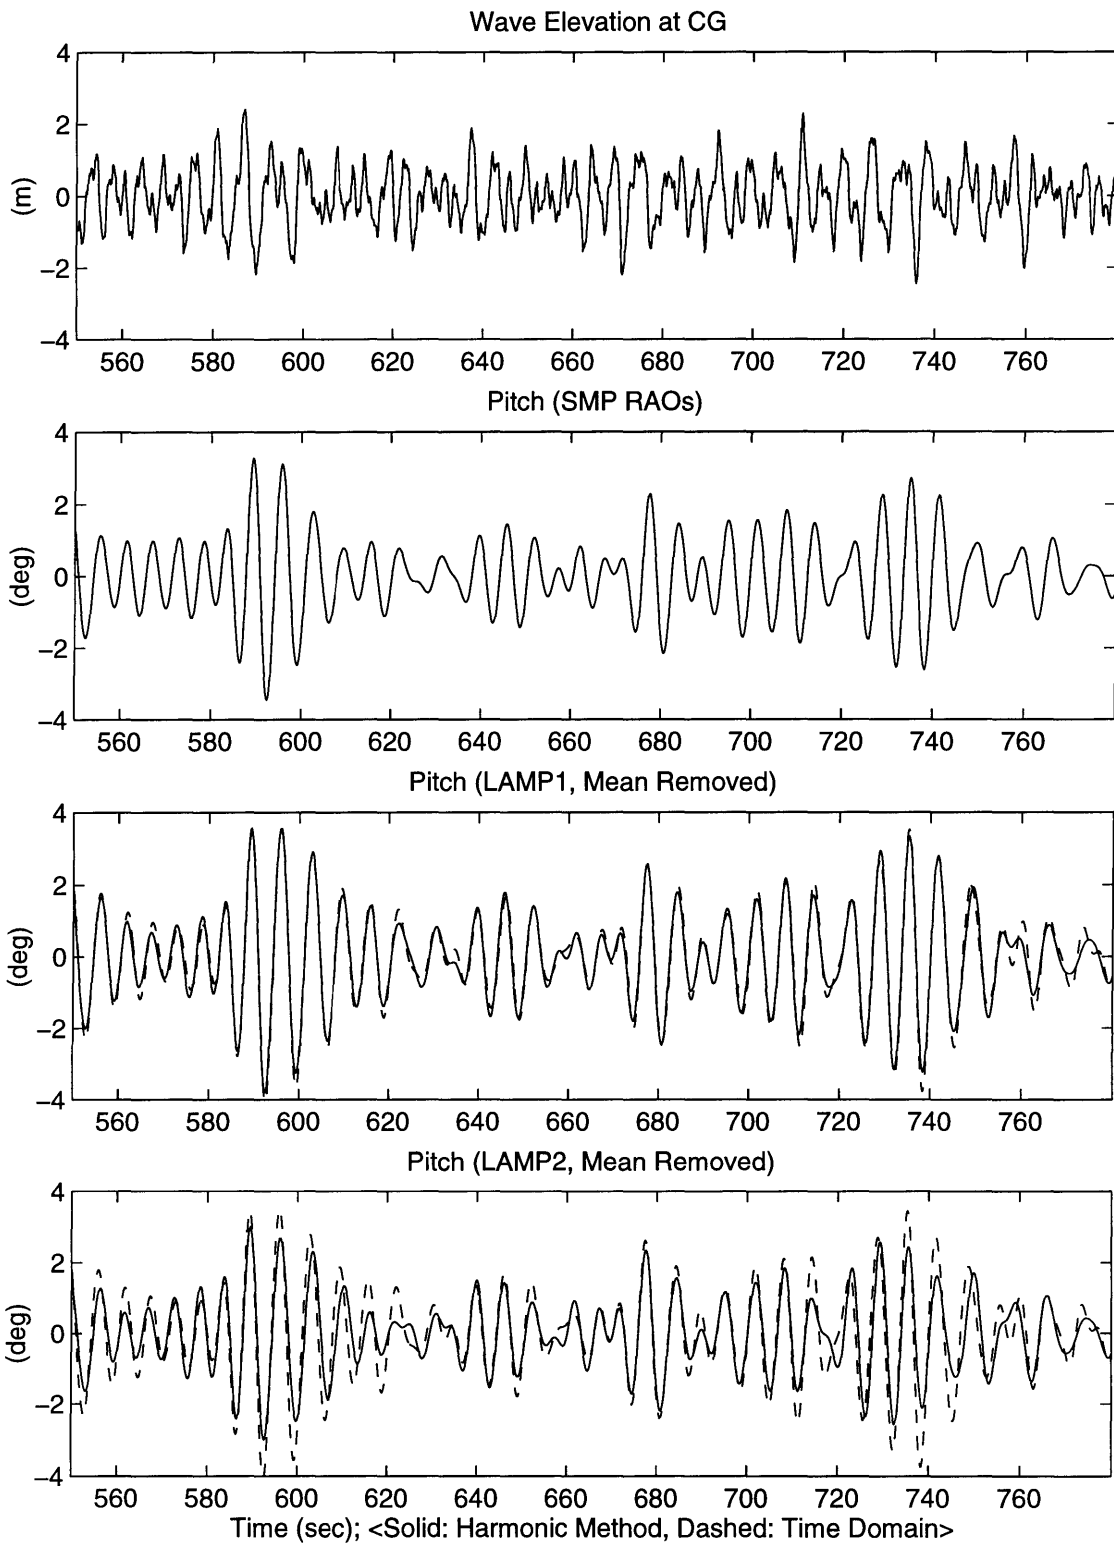 Wave Elevation at CG
4
2
0
−2
−4
(m)
560 580 600 620 640 660 680 700 720 740 760
Pitch (SMP RAOs)
4
2
0
−2
−4
(deg)
560 580 600 620 640 660 680 700 720 740 760
Pitch (LAMP1, Mean Removed)
4
2
0
−2
−4
(deg)
560 580 600 620 640 660 680 700 720 740 760
Pitch (LAMP2, Mean Removed)
4
2
0
−2
−4
(deg)
560 580 600 620 640 660 680 700 720 740 760
Time (sec); <Solid: Harmonic Method, Dashed: Time Domain>